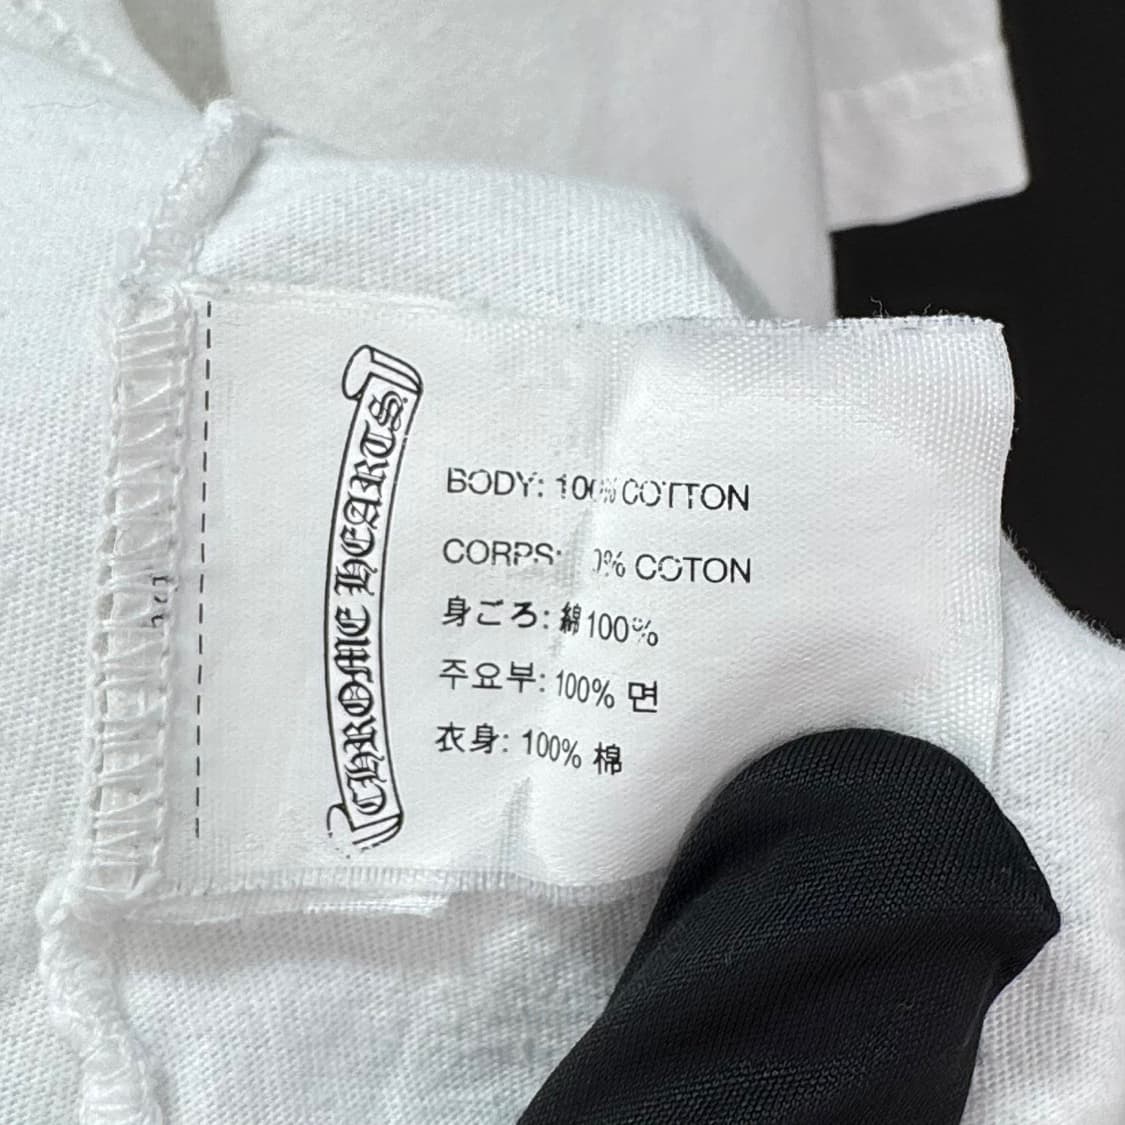 CHROME HEARTS
BODY: 100% COTTON
CORPS: 0% COTON
身ごろ: 綿100%
주요부: 100% 면
衣身: 100% 棉